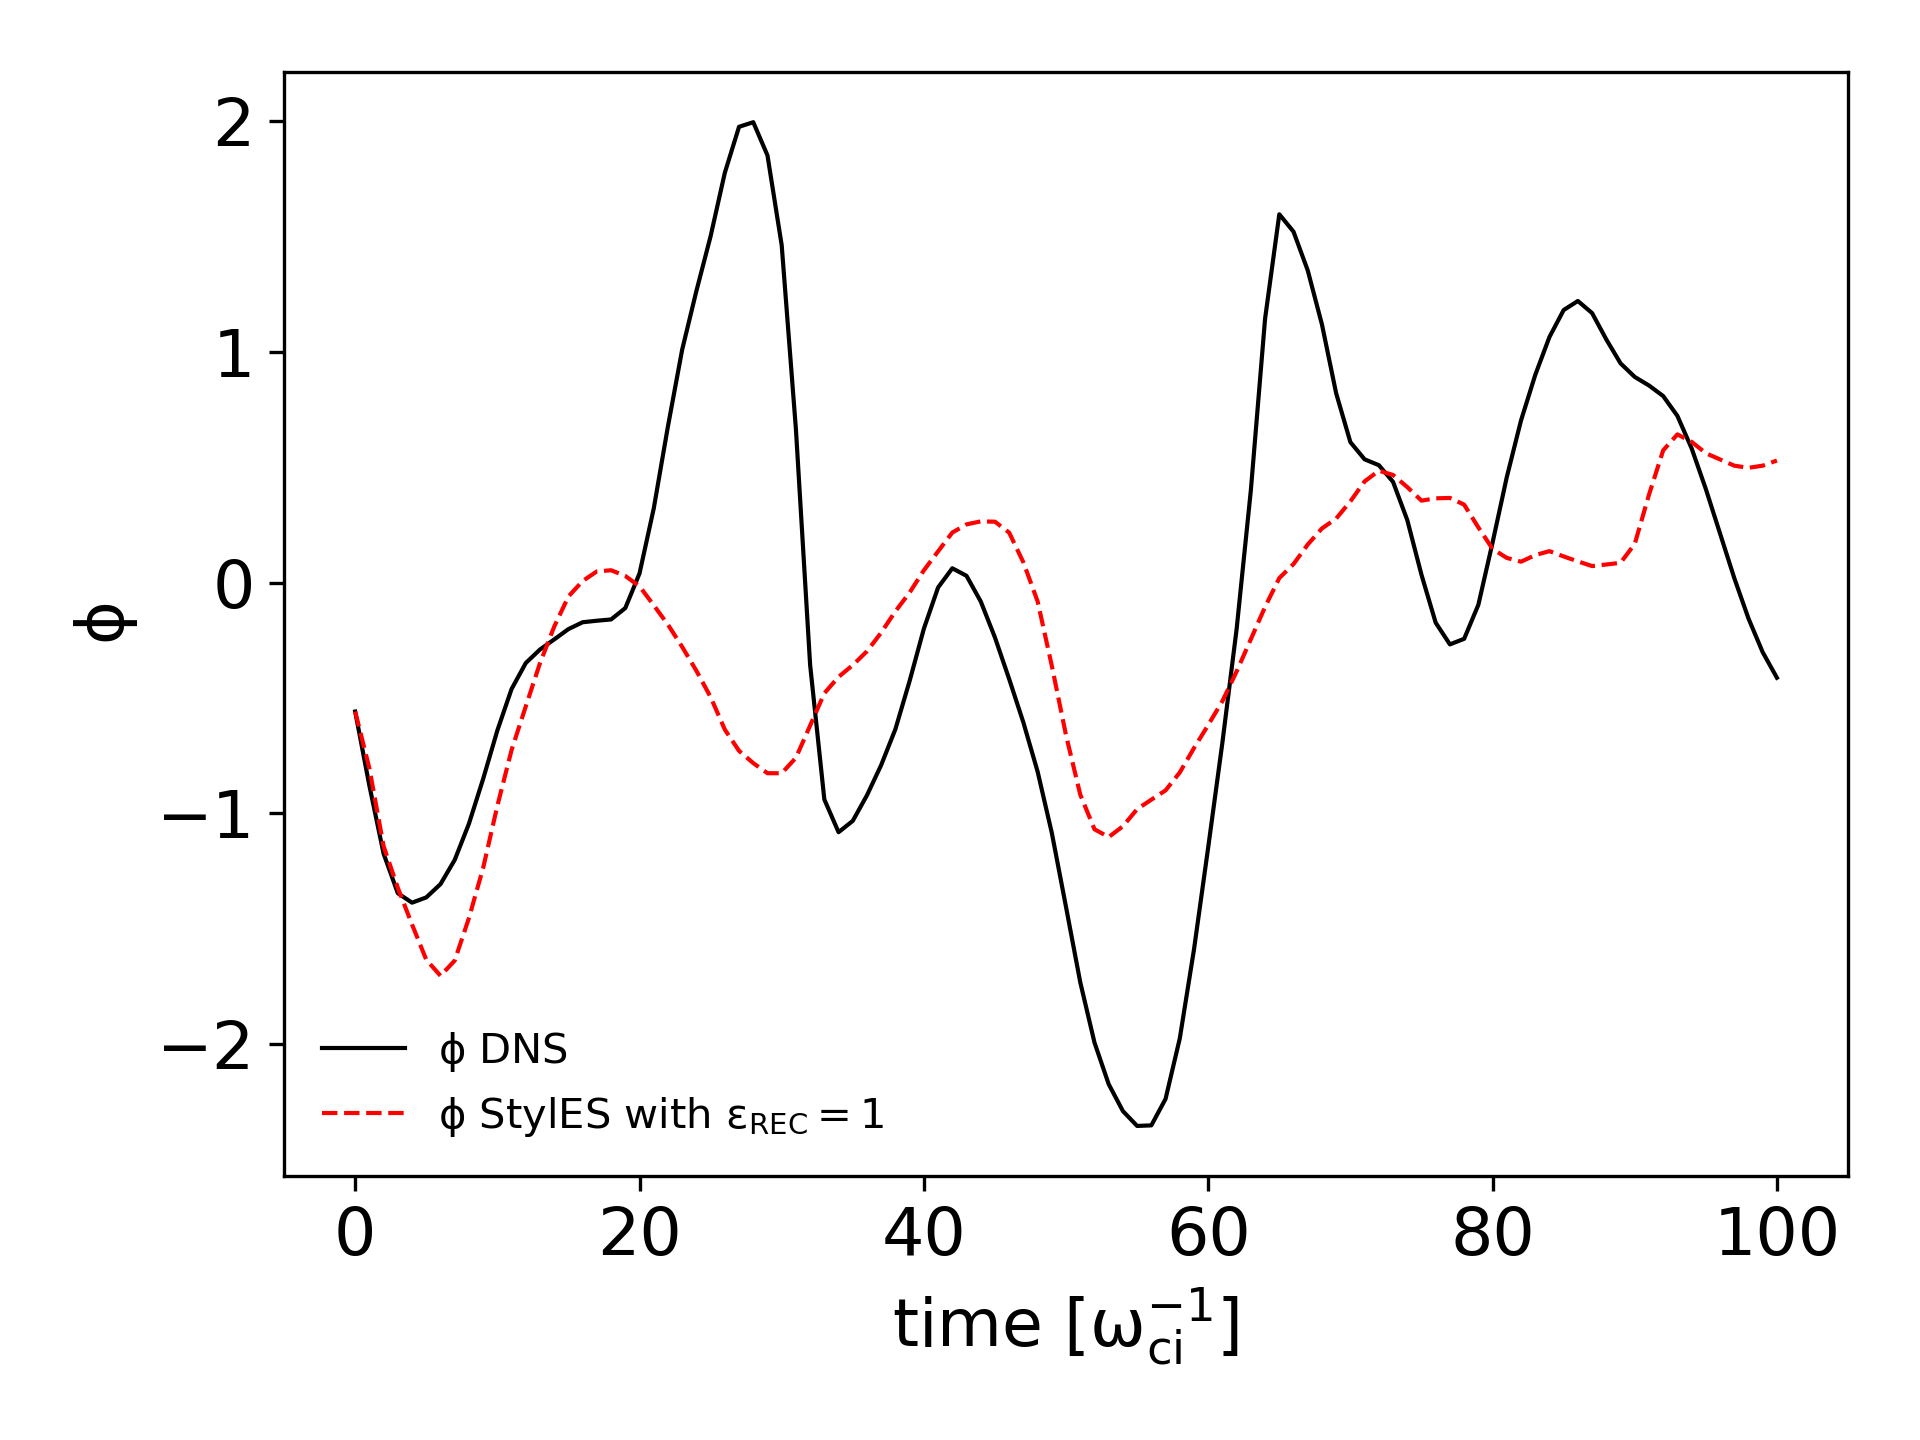 2
1
0
−1
−2
ϕ
ϕ DNS
ϕ StylES with ε_REC = 1
0 20 40 60 80 100
time [ω_ci^−1]